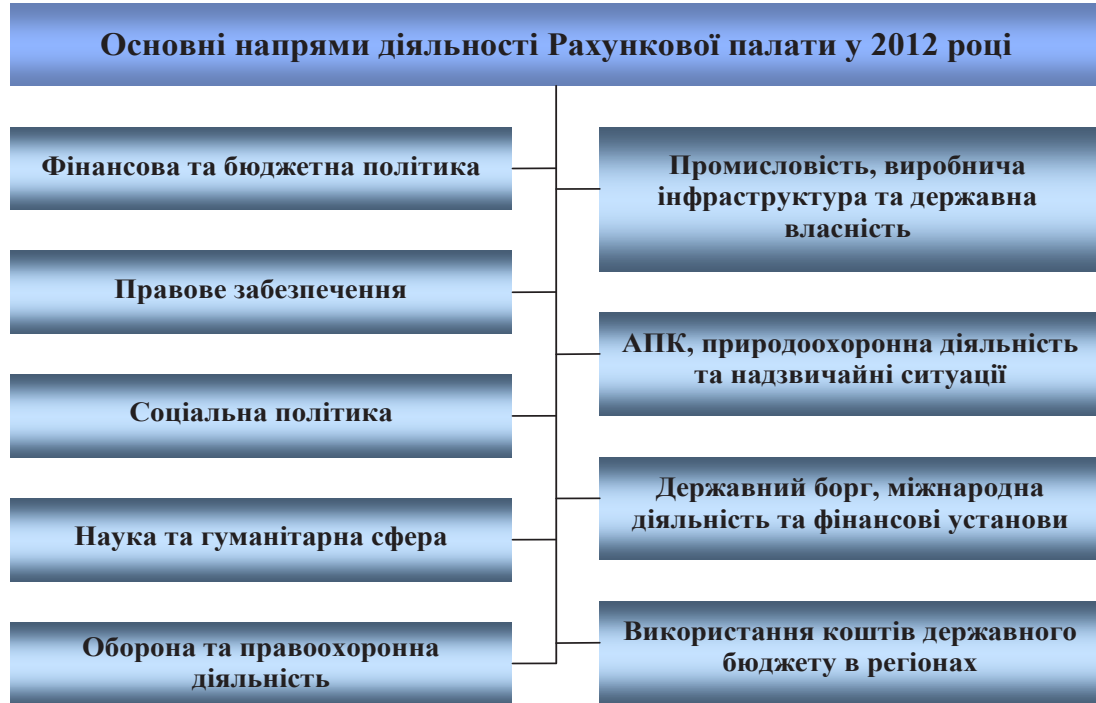 Основні напрями діяльності Рахункової палати у 2012 році
Фінансова та бюджетна політика
Правове забезпечення
Соціальна політика
Наука та гуманітарна сфера
Оборона та правоохоронна
діяльність
Промисловість, виробнича
інфраструктура та державна
власність
АПК, природоохоронна діяльність
та надзвичайні ситуації
Державний борг, міжнародна
діяльність та фінансові установи
Використання коштів державного
бюджету в регіонах